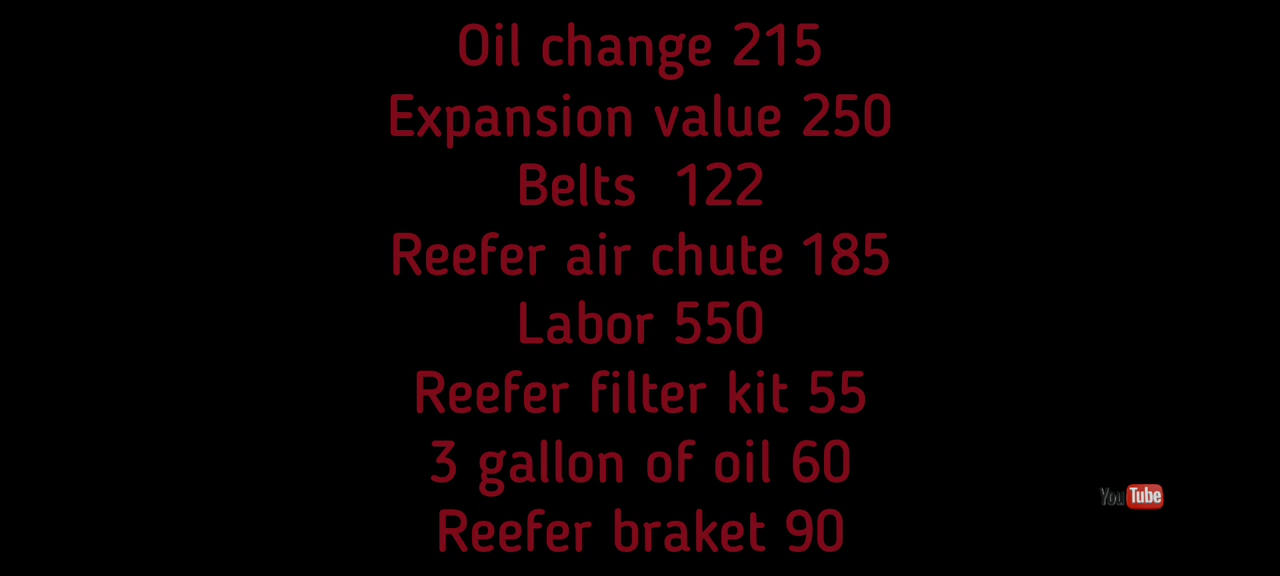 Oil change 215
Expansion value 250
Belts  122
Reefer air chute 185
Labor 550
Reefer filter kit 55
3 gallon of oil 60
YouTube
Reefer braket 90